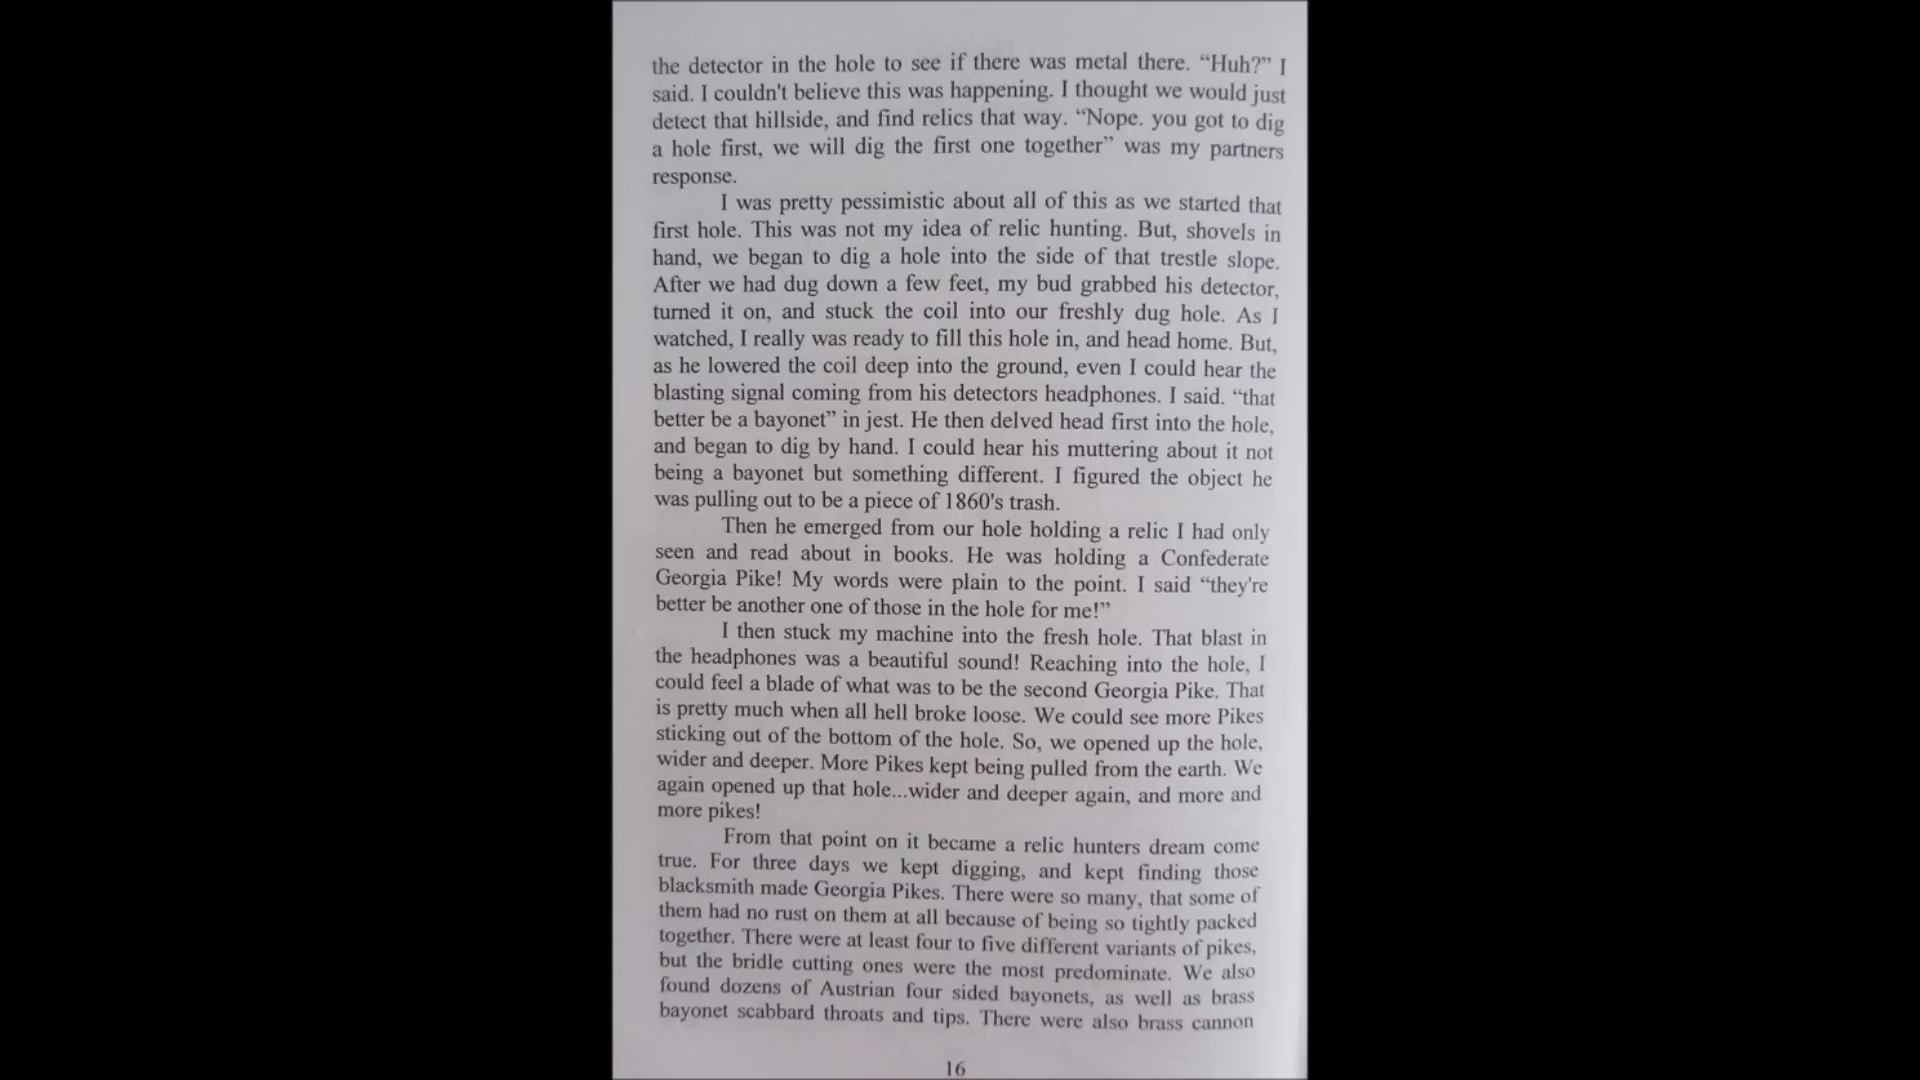 the detector in the hole to see if there was metal there. “Huh?” I
said. I couldn't believe this was happening. I thought we would just
detect that hillside, and find relics that way. “Nope. you got to dig
a hole first, we will dig the first one together” was my partners
response.
I was pretty pessimistic about all of this as we started that
first hole. This was not my idea of relic hunting. But, shovels in
hand, we began to dig a hole into the side of that trestle slope.
After we had dug down a few feet, my bud grabbed his detector,
turned it on, and stuck the coil into our freshly dug hole. As I
watched, I really was ready to fill this hole in, and head home. But,
as he lowered the coil deep into the ground, even I could hear the
blasting signal coming from his detectors headphones. I said. “that
better be a bayonet” in jest. He then delved head first into the hole,
and began to dig by hand. I could hear his muttering about it not
being a bayonet but something different. I figured the object he
was pulling out to be a piece of 1860's trash.
Then he emerged from our hole holding a relic I had only
seen and read about in books. He was holding a Confederate
Georgia Pike! My words were plain to the point. I said “they're
better be another one of those in the hole for me!”
I then stuck my machine into the fresh hole. That blast in
the headphones was a beautiful sound! Reaching into the hole, I
could feel a blade of what was to be the second Georgia Pike. That
is pretty much when all hell broke loose. We could see more Pikes
sticking out of the bottom of the hole. So, we opened up the hole,
wider and deeper. More Pikes kept being pulled from the earth. We
again opened up that hole...wider and deeper again, and more and
more pikes!
From that point on it became a relic hunters dream come
true. For three days we kept digging, and kept finding those
blacksmith made Georgia Pikes. There were so many, that some of
them had no rust on them at all because of being so tightly packed
together. There were at least four to five different variants of pikes,
but the bridle cutting ones were the most predominate. We also
found dozens of Austrian four sided bayonets, as well as brass
bayonet scabbard throats and tips. There were also brass cannon
16